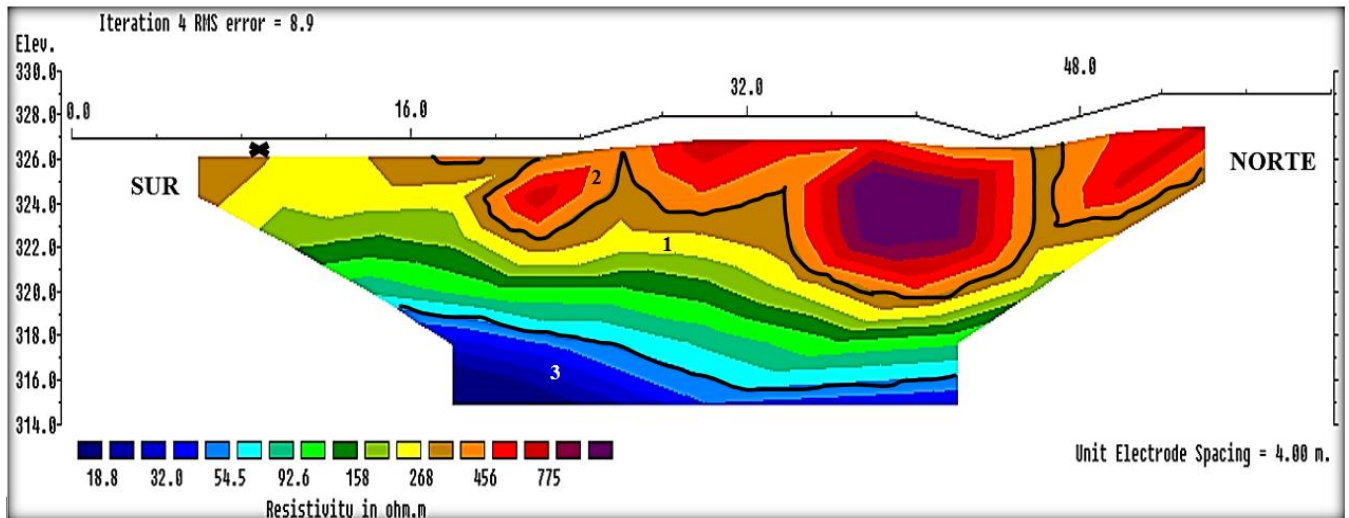 Iteration 4 RMS error = 8.9
Elev.
330.0
328.0
326.0
324.0
322.0
320.0
318.0
316.0
314.0
0.0 16.0 32.0 48.0
SUR
NORTE
2
1
3
18.8 32.0 54.5 92.6 158 268 456 775
Resistivity in ohm.m
Unit Electrode Spacing = 4.00 m.